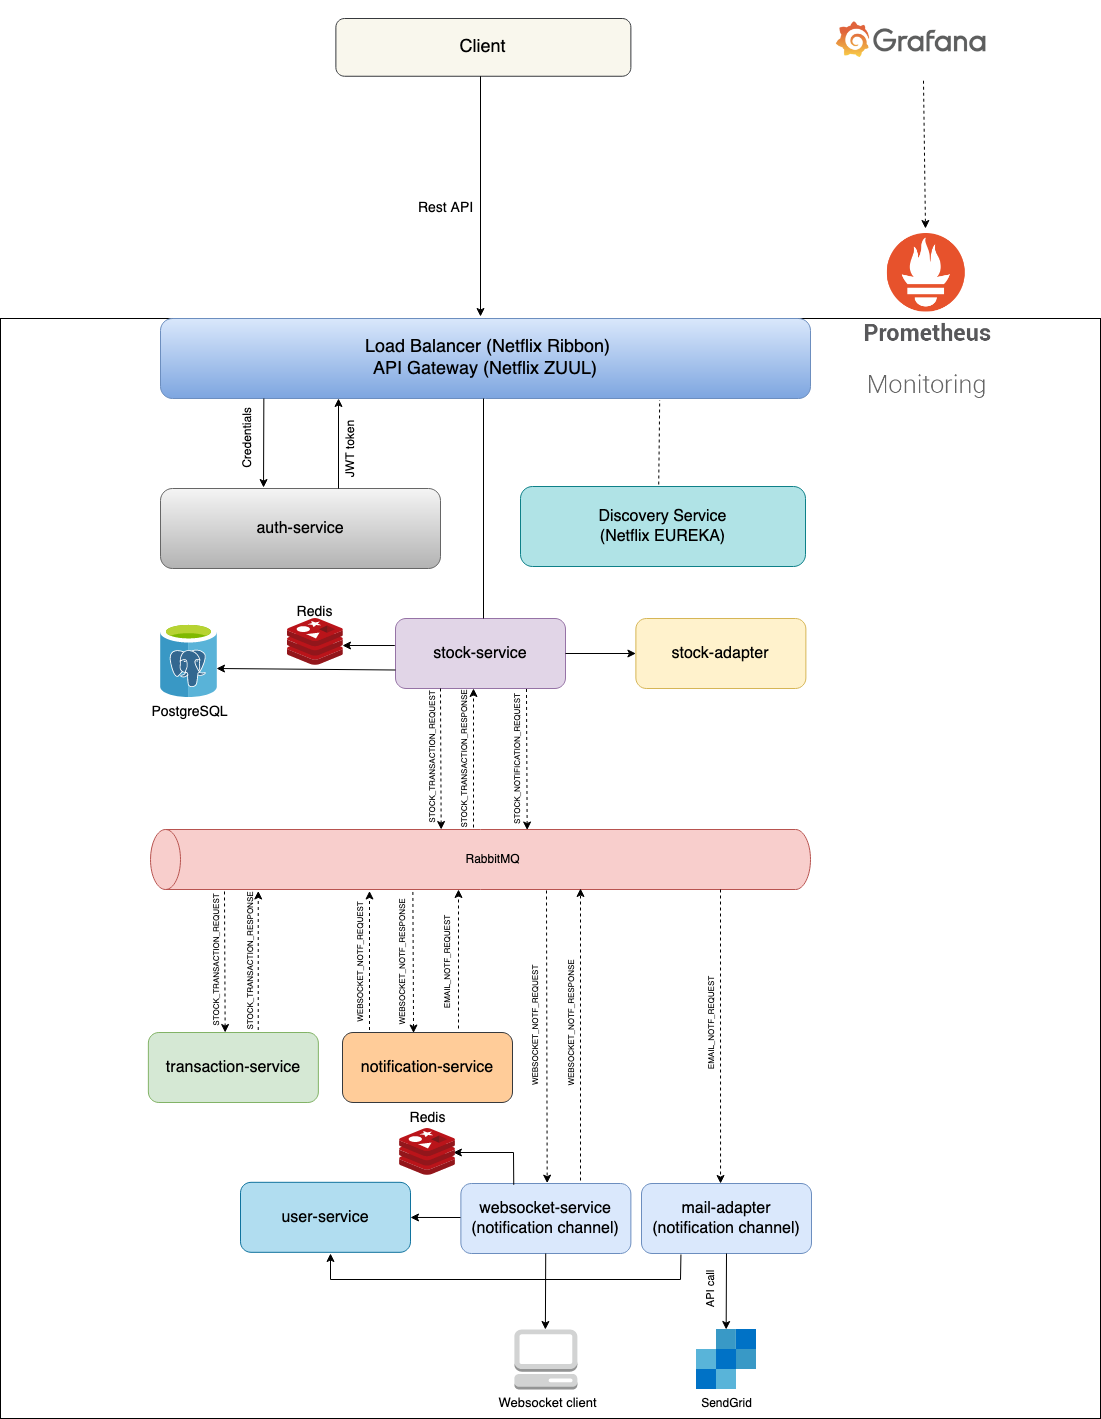 Client
Grafana
Rest API
Prometheus
Monitoring
Load Balancer (Netflix Ribbon)
API Gateway (Netflix ZUUL)
Credentials
JWT token
auth-service
Discovery Service
(Netflix EUREKA)
Redis
PostgreSQL
stock-service
stock-adapter
STOCK_TRANSACTION_REQUEST
STOCK_TRANSACTION_RESPONSE
STOCK_NOTIFICATION_REQUEST
RabbitMQ
STOCK_TRANSACTION_REQUEST
STOCK_TRANSACTION_RESPONSE
WEBSOCKET_NOTF_REQUEST
WEBSOCKET_NOTF_RESPONSE
EMAIL_NOTF_REQUEST
WEBSOCKET_NOTF_REQUEST
WEBSOCKET_NOTF_RESPONSE
EMAIL_NOTF_REQUEST
transaction-service
notification-service
Redis
user-service
websocket-service
(notification channel)
mail-adapter
(notification channel)
API call
Websocket client
SendGrid